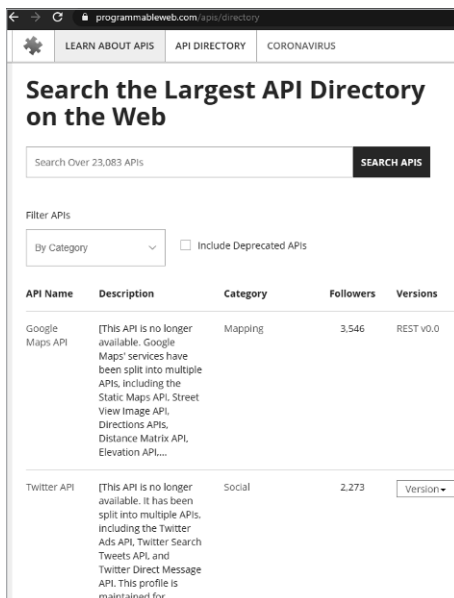 programmableweb.com/apis/directory
LEARN ABOUT APIS API DIRECTORY CORONAVIRUS
Search the Largest API Directory
on the Web
Search Over 23,083 APIs SEARCH APIS
Filter APIs
By Category Include Deprecated APIs
API Name Description Category Followers Versions
Google [This API is no longer Mapping 3,546 REST v0.0
Maps API available. Google
Maps' services have
been split into multiple
APIs, including the
Static Maps API, Street
View Image API,
Directions APIs,
Distance Matrix API,
Elevation API,...
Twitter API [This API is no longer Social 2,273 Version
available. It has been
split into multiple APIs,
including the Twitter
Ads API, Twitter Search
Tweets API, and
Twitter Direct Message
API. This profile is
maintained for